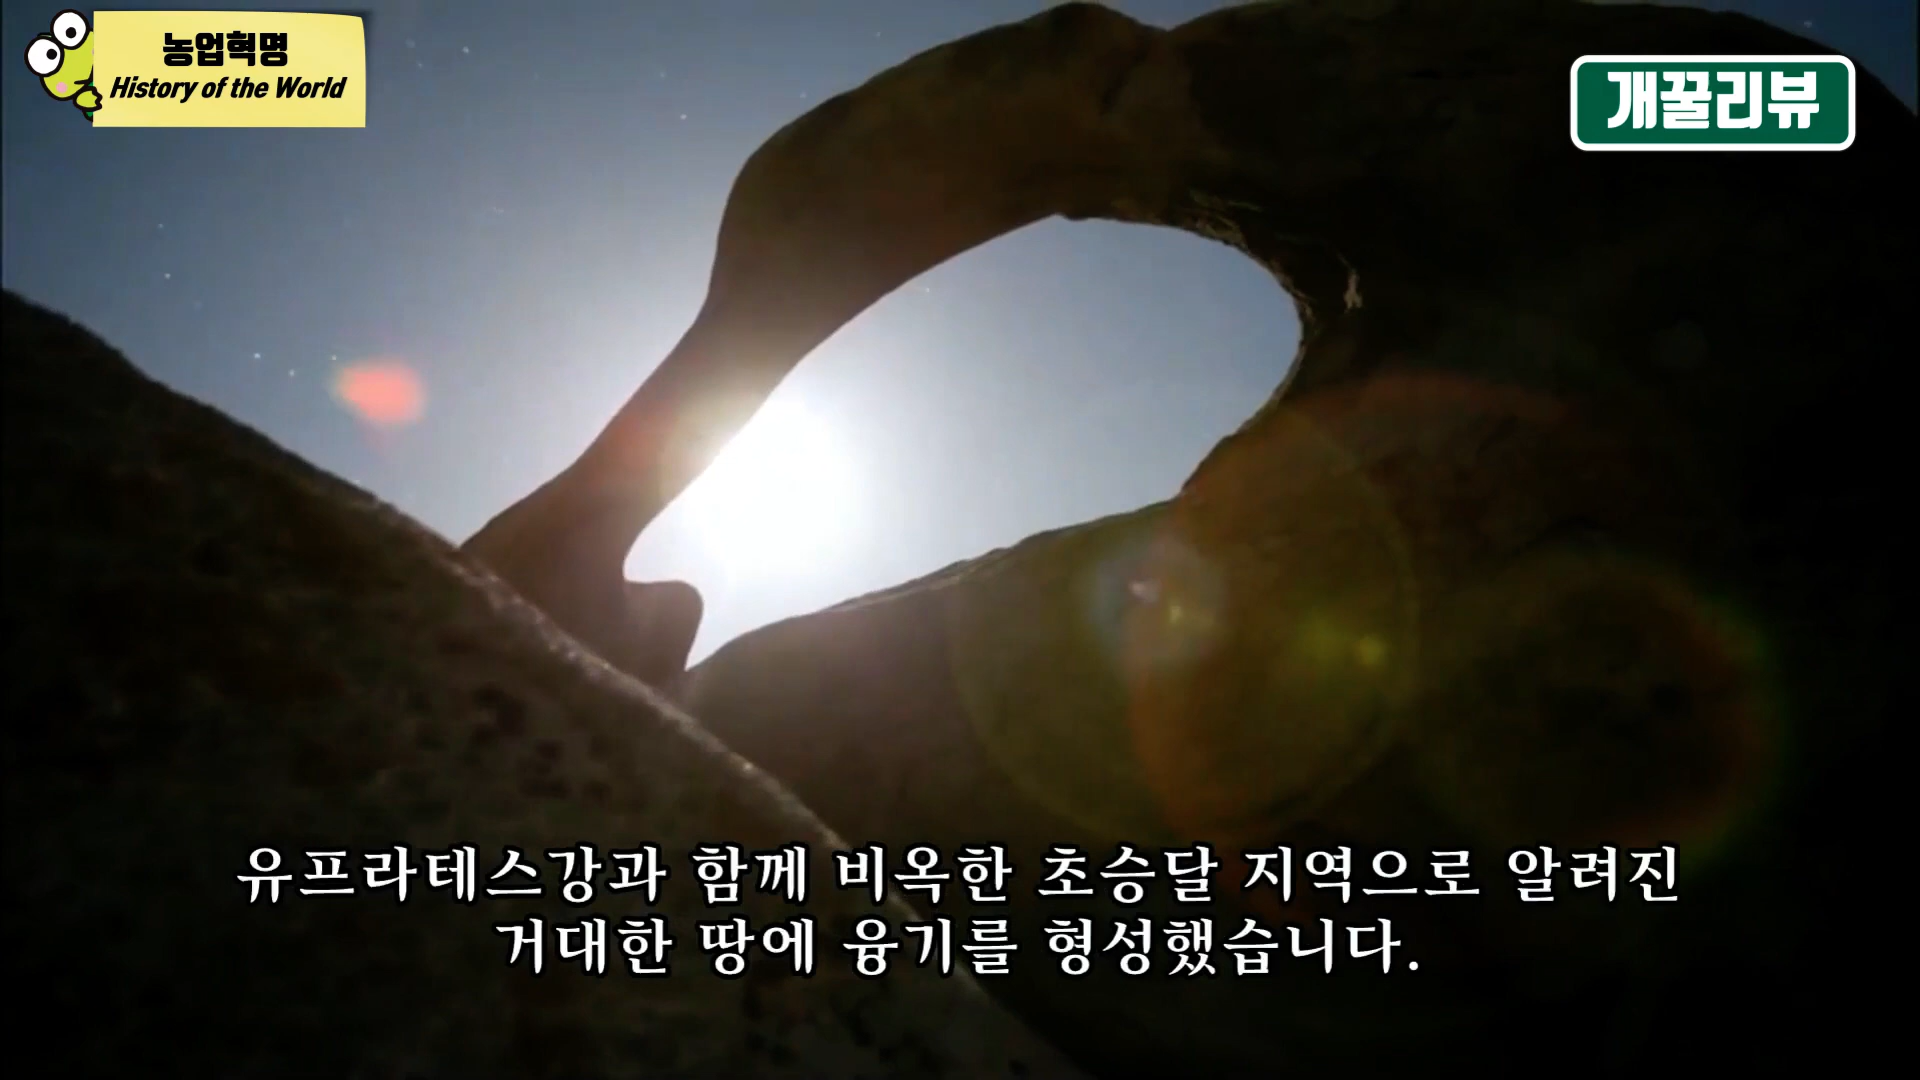 농업혁명
History of the World
개꿀리뷰
유프라테스강과 함께 비옥한 초승달 지역으로 알려진
거대한 땅에 융기를 형성했습니다.